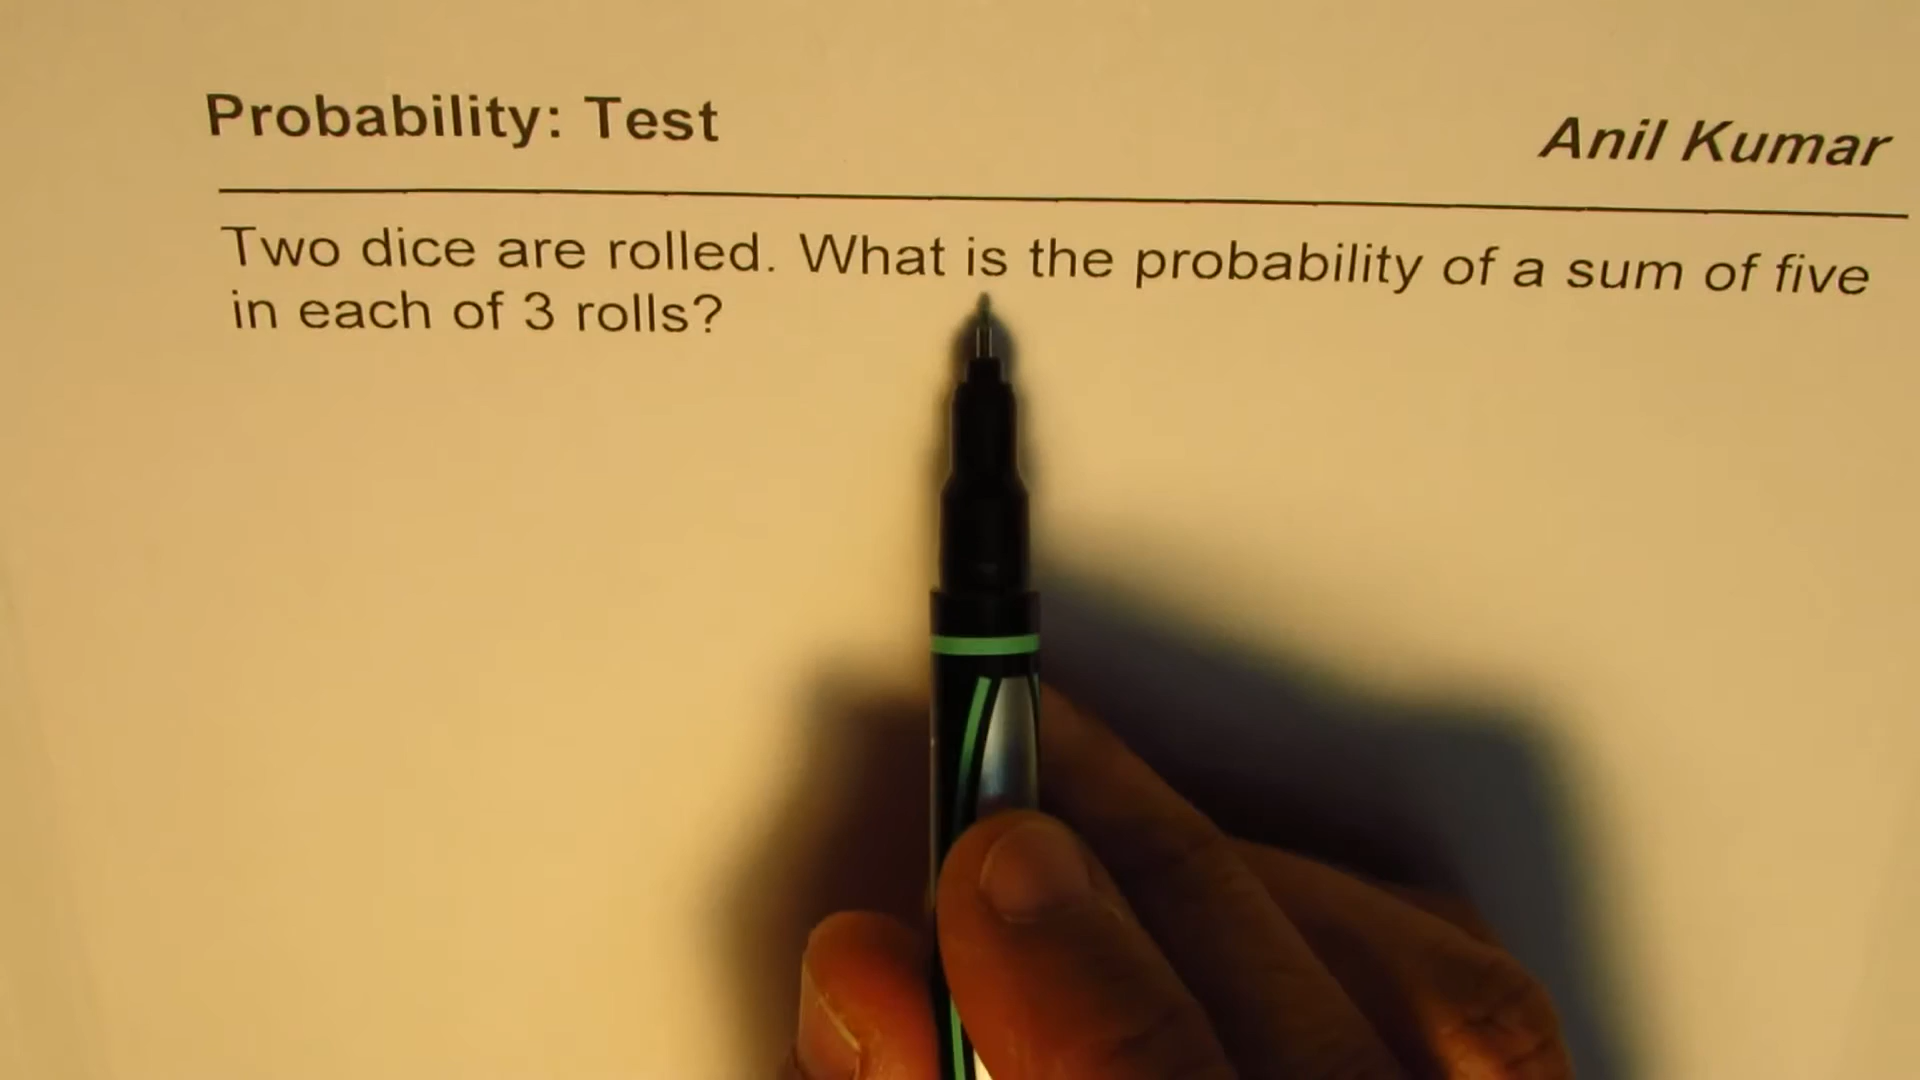 Probability: Test
Anil Kumar
Two dice are rolled. What is the probability of a sum of five
in each of 3 rolls?